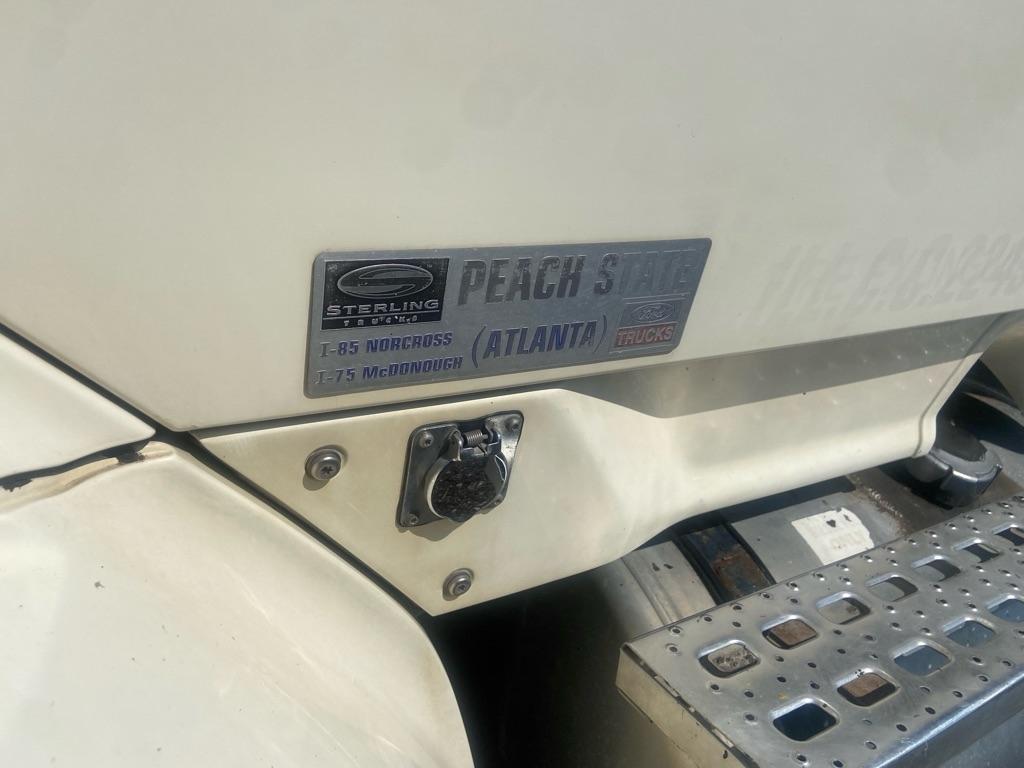 STERLING
TRUCKS
PEACH STATE
I-85 NORCROSS
I-75 McDONOUGH
(ATLANTA)
Ford
TRUCKS